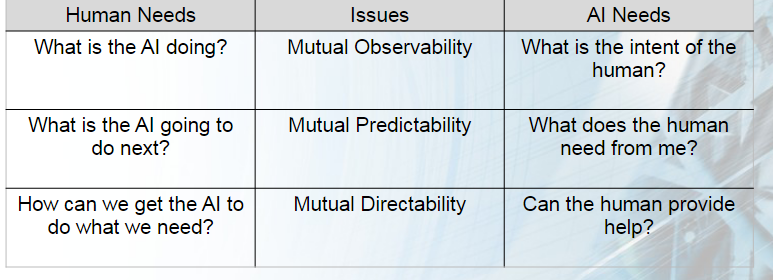 Human Needs
Issues
AI Needs
What is the AI doing?
Mutual Observability
What is the intent of the
human?
What is the AI going to
do next?
Mutual Predictability
What does the human
need from me?
How can we get the AI to
do what we need?
Mutual Directability
Can the human provide
help?